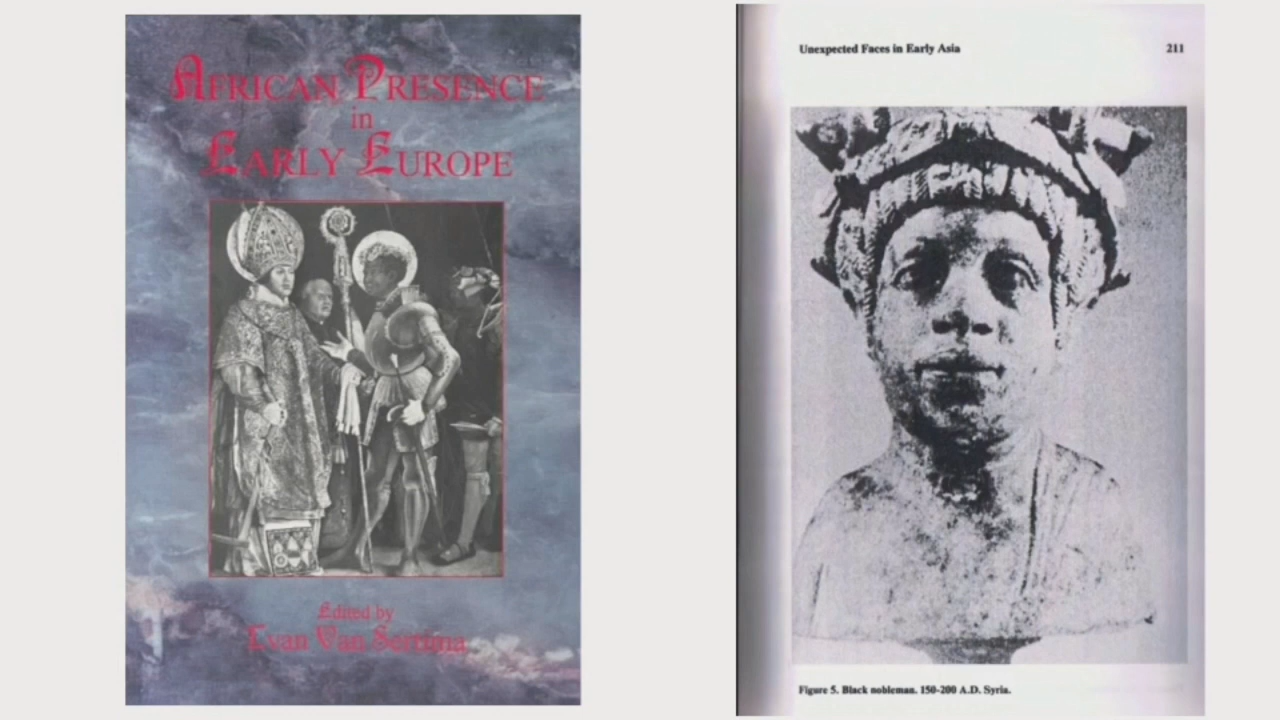 AFRICAN PRESENCE
in
EARLY EUROPE
Edited by
Ivan Van Sertima
Unexpected Faces in Early Asia
211
Figure 5. Black nobleman. 150-200 A.D. Syria.